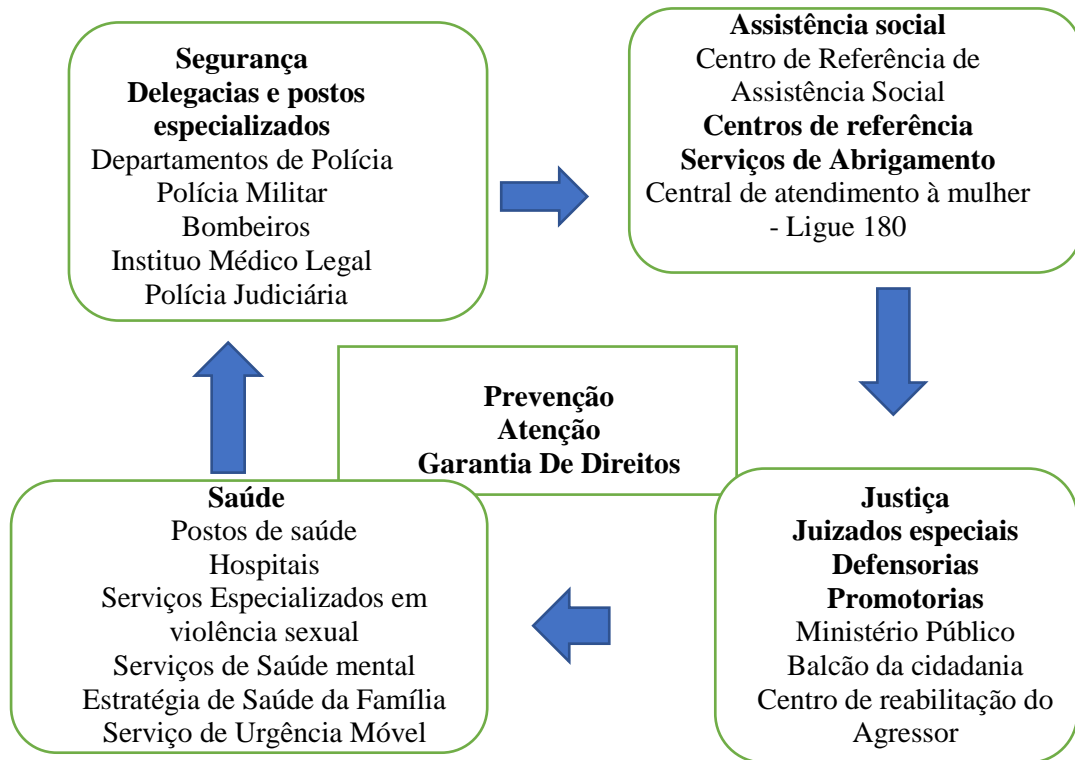 Segurança
Delegacias e postos
especializados
Departamentos de Polícia
Polícia Militar
Bombeiros
Instituo Médico Legal
Polícia Judiciária
Assistência social
Centro de Referência de
Assistência Social
Centros de referência
Serviços de Abrigamento
Central de atendimento à mulher
- Ligue 180
Prevenção
Atenção
Garantia De Direitos
Saúde
Postos de saúde
Hospitais
Serviços Especializados em
violência sexual
Serviços de Saúde mental
Estratégia de Saúde da Família
Serviço de Urgência Móvel
Justiça
Juizados especiais
Defensorias
Promotorias
Ministério Público
Balcão da cidadania
Centro de reabilitação do
Agressor